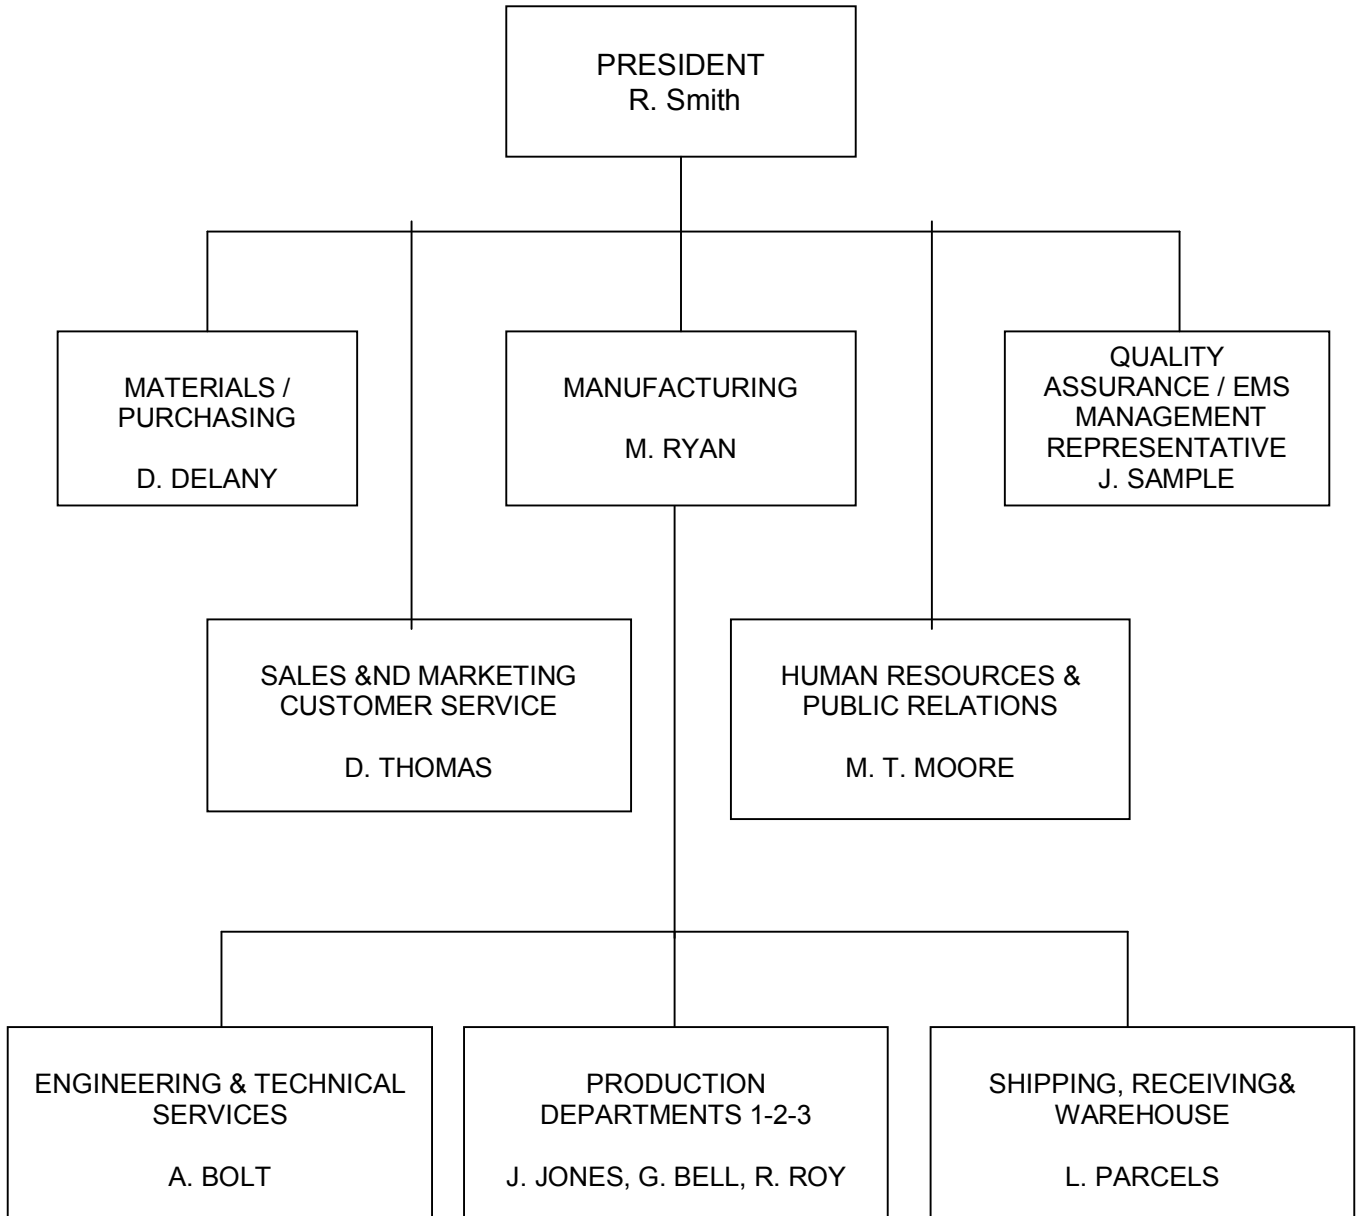 PRESIDENT
R. Smith
MATERIALS /
PURCHASING
D. DELANY
MANUFACTURING
M. RYAN
QUALITY
ASSURANCE / EMS
MANAGEMENT
REPRESENTATIVE
J. SAMPLE
SALES &ND MARKETING
CUSTOMER SERVICE
D. THOMAS
HUMAN RESOURCES &
PUBLIC RELATIONS
M. T. MOORE
ENGINEERING & TECHNICAL
SERVICES
A. BOLT
PRODUCTION
DEPARTMENTS 1-2-3
J. JONES, G. BELL, R. ROY
SHIPPING, RECEIVING&
WAREHOUSE
L. PARCELS